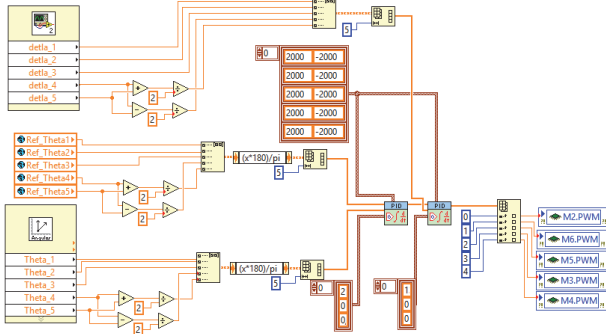 2
detla_1
detla_2
detla_3
detla_4
detla_5
+
÷
2
−
÷
2
5
0
2000 -2000
2000 -2000
2000 -2000
2000 -2000
2000 -2000
Ref_Theta1
Ref_Theta2
Ref_Theta3
Ref_Theta4
Ref_Theta5
+
÷
2
−
÷
2
(x*180)/pi
5
Angular
Theta_1
Theta_2
Theta_3
Theta_4
Theta_5
+
÷
2
−
÷
2
(x*180)/pi
5
0
2
0
0
0
1
0
0
PID
PID
0
1
2
3
4
M2.PWM
M6.PWM
M5.PWM
M3.PWM
M4.PWM